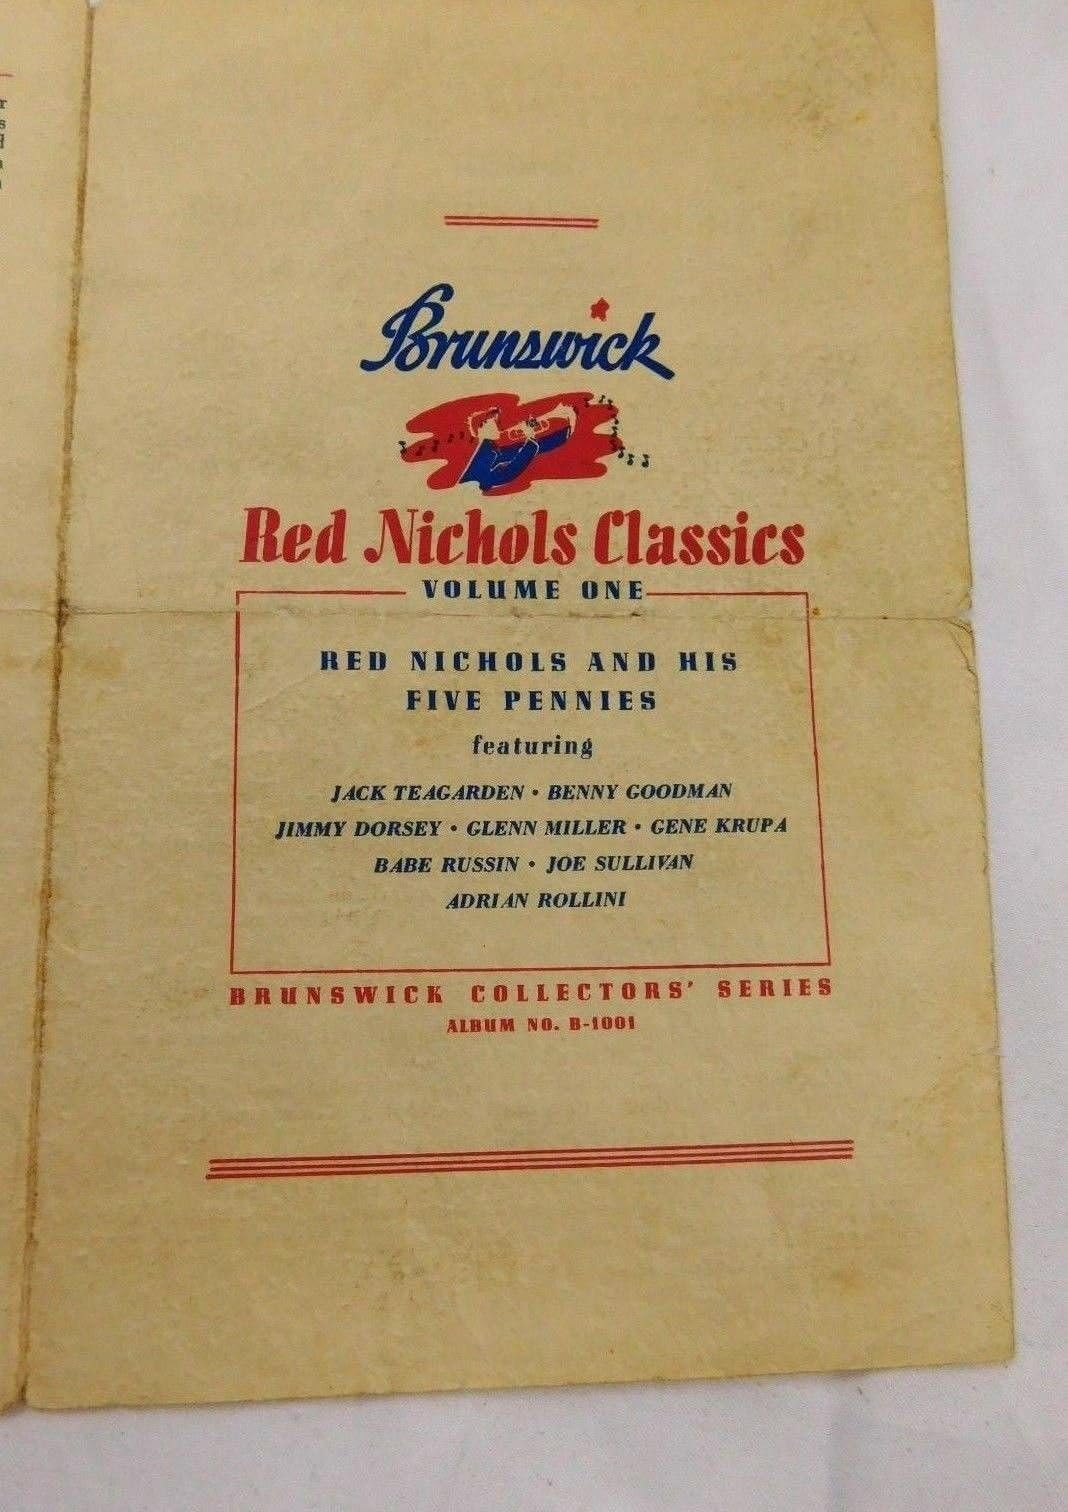 Brunswick
Red Nichols Classics
VOLUME ONE
RED NICHOLS AND HIS
FIVE PENNIES
featuring
JACK TEAGARDEN • BENNY GOODMAN
JIMMY DORSEY • GLENN MILLER • GENE KRUPA
BABE RUSSIN • JOE SULLIVAN
ADRIAN ROLLINI
BRUNSWICK COLLECTORS' SERIES
ALBUM NO. B-1001